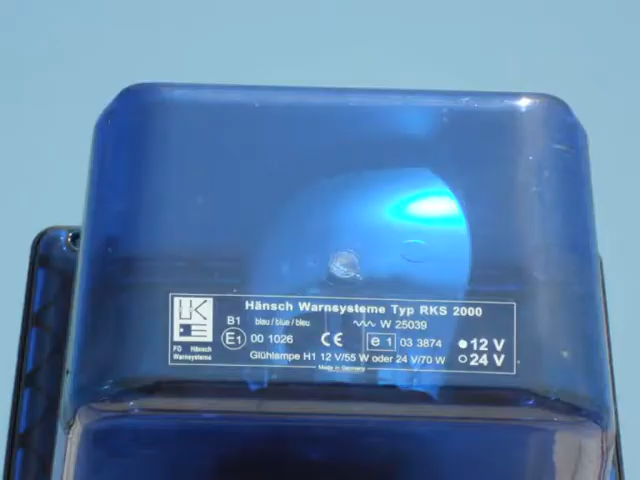 Hänsch Warnsysteme Typ RKS 2000
B1 blau / blue / bleu W 25039
E1 00 1026 CE e 1 03 3874 12 V
24 V
Glühlampe H1 12 V/55 W oder 24 V/70 W
FG Hänsch
Warnsysteme
Made in Germany